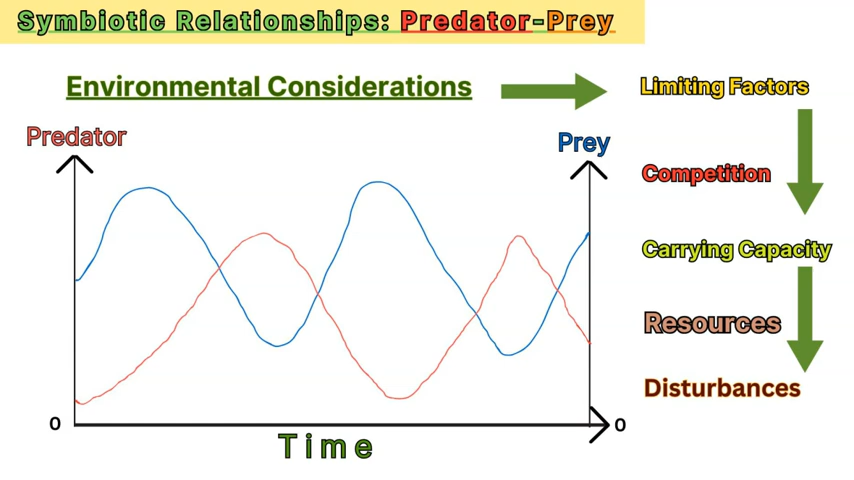 Symbiotic Relationships: Predator-Prey
Environmental Considerations
Limiting Factors
Predator
Prey
Competition
Carrying Capacity
Resources
Disturbances
0
0
Time